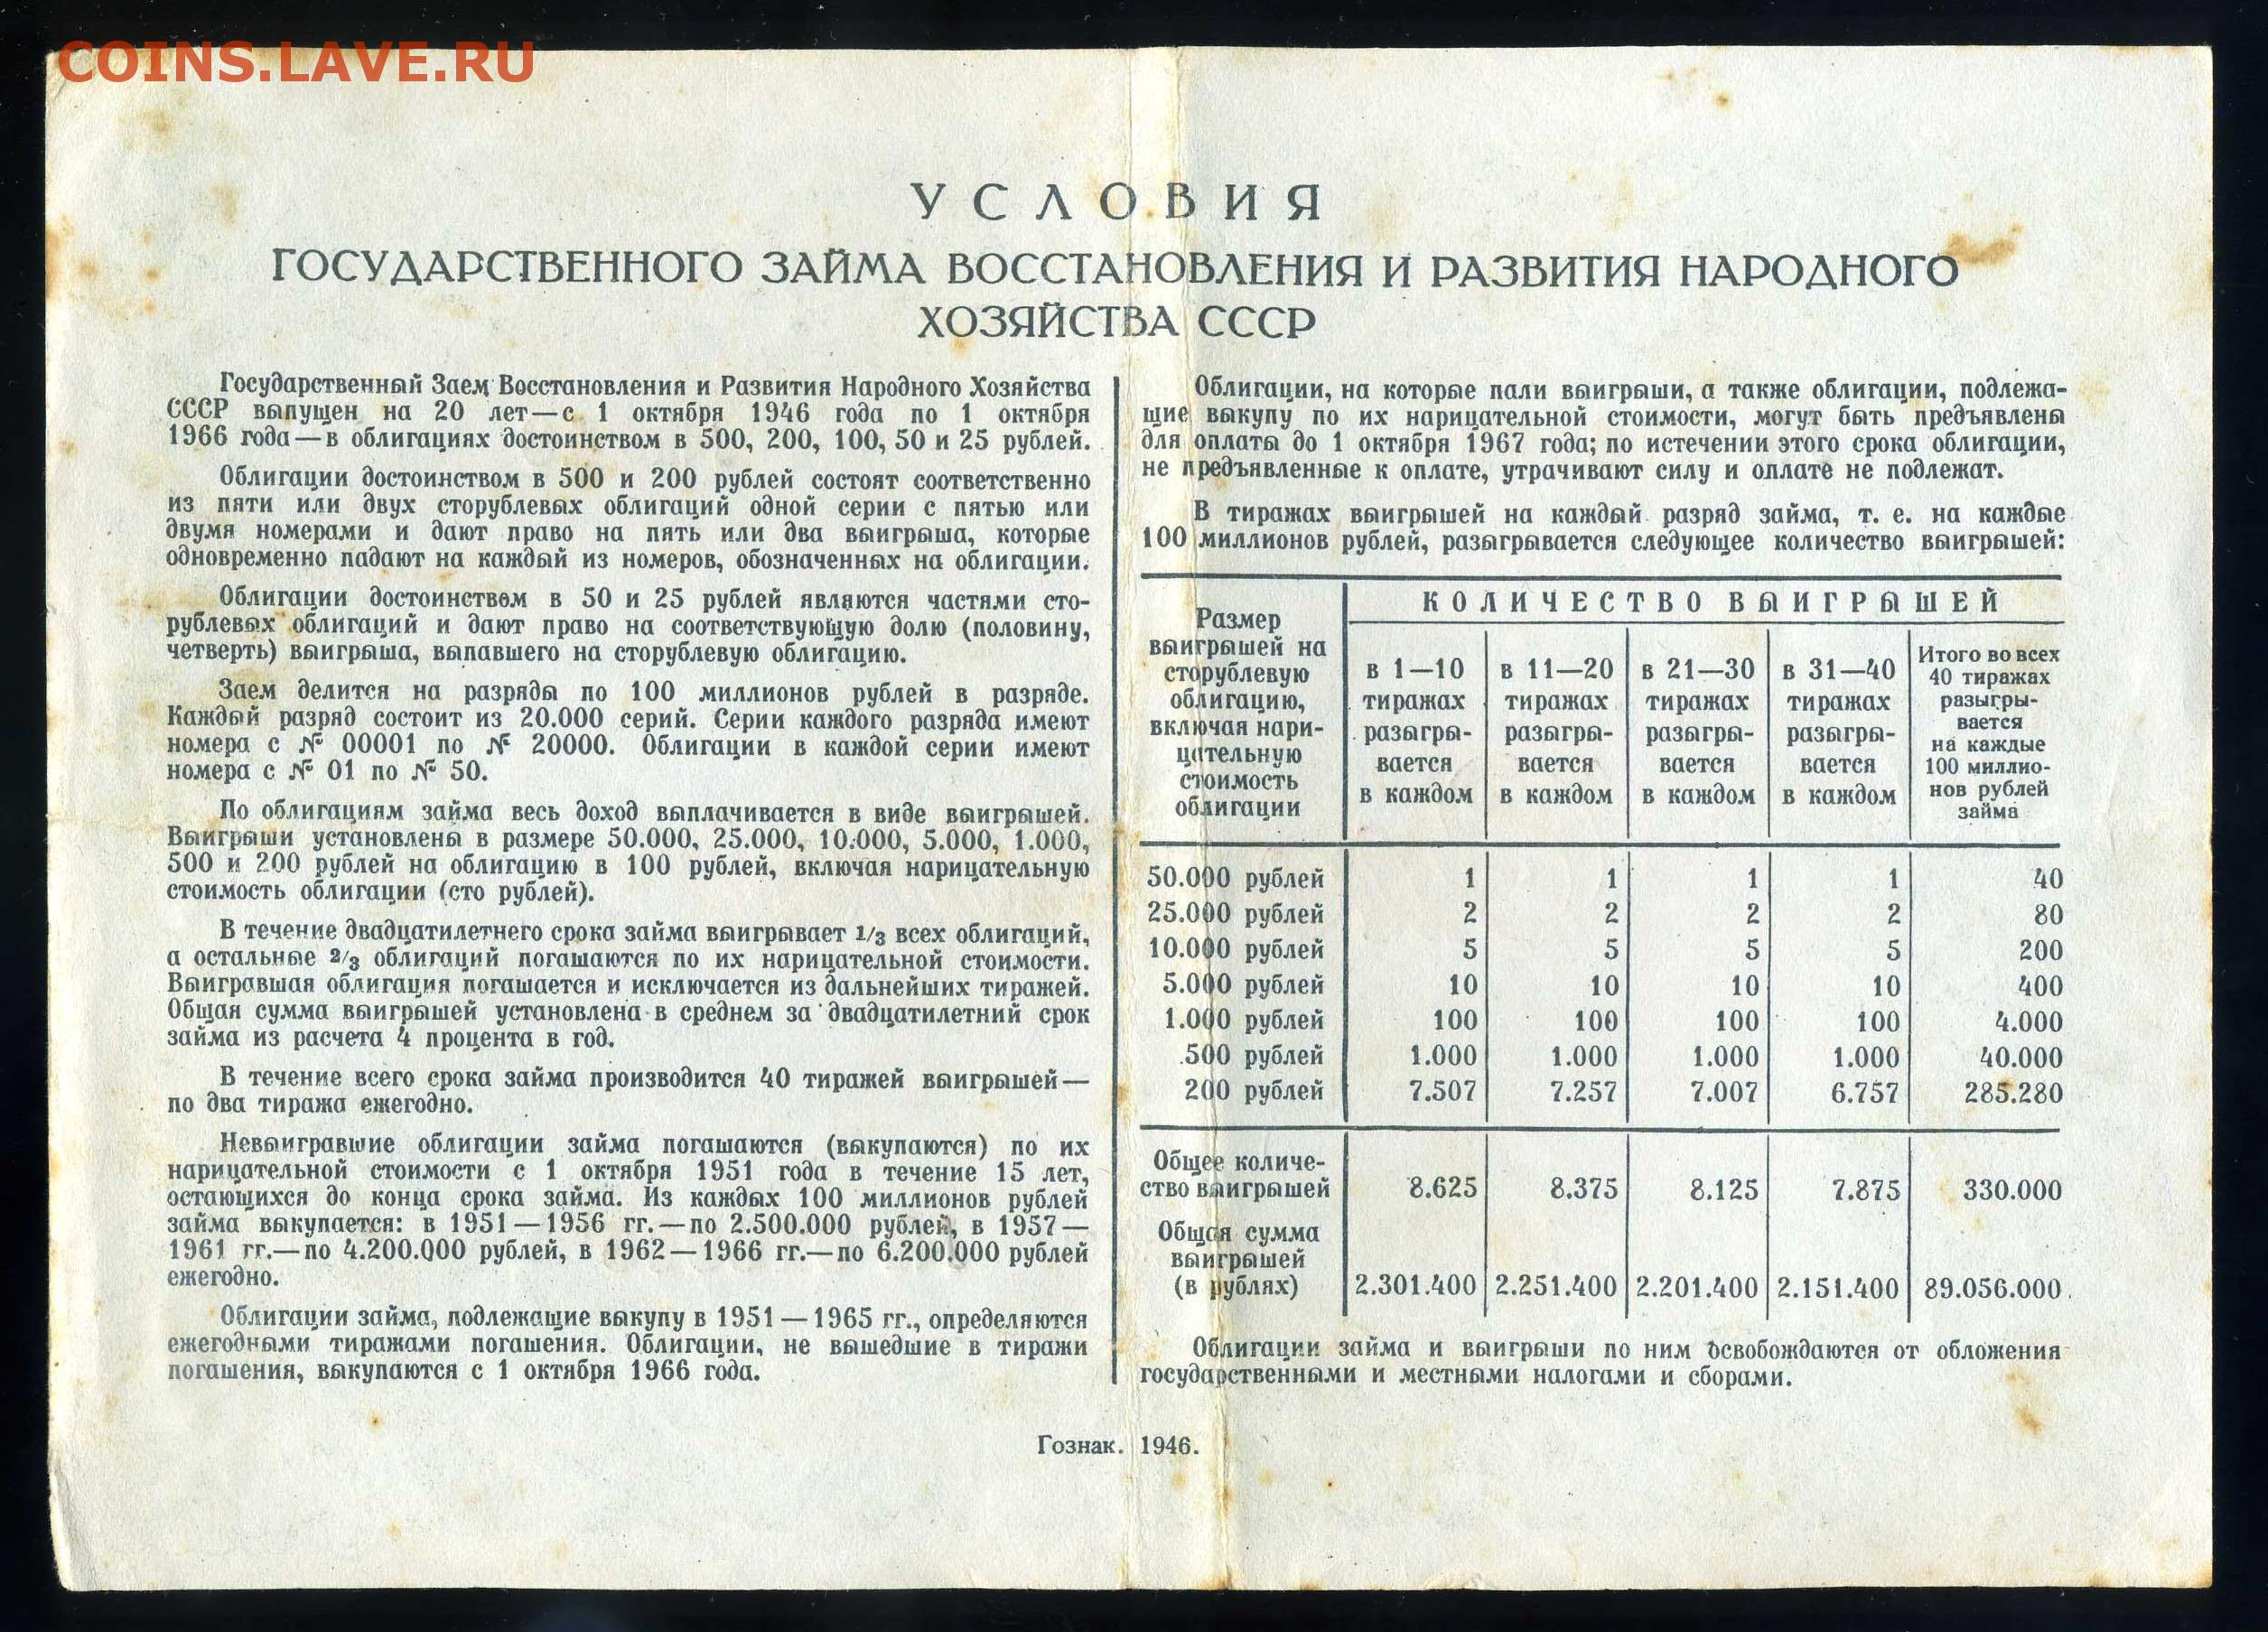 COINS.LAVE.RU
УСЛОВИЯ
ГОСУДАРСТВЕННОГО ЗАЙМА ВОССТАНОВЛЕНИЯ И РАЗВИТИЯ НАРОДНОГО
ХОЗЯЙСТВА СССР
Государственный Заем Восстановления и Развития Народного Хозяйства
СССР выпущен на 20 лет—с 1 октября 1946 года по 1 октября
1966 года—в облигациях достоинством в 500, 200, 100, 50 и 25 рублей.
Облигации достоинством в 500 и 200 рублей состоят соответственно
из пяти или двух сторублевых облигаций одной серии с пятью или
двумя номерами и дают право на пять или два выигрыша, которые
одновременно падают на каждый из номеров, обозначенных на облигации.
Облигации достоинством в 50 и 25 рублей являются частями сто-
рублевых облигаций и дают право на соответствующую долю (половину,
четверть) выигрыша, выпавшего на сторублевую облигацию.
Заем делится на разряды по 100 миллионов рублей в разряде.
Каждый разряд состоит из 20.000 серий. Серии каждого разряда имеют
номера с № 00001 по № 20000. Облигации в каждой серии имеют
номера с № 01 по № 50.
По облигациям займа весь доход выплачивается в виде выигрышей.
Выигрыши установлены в размере 50.000, 25.000, 10.000, 5.000, 1.000,
500 и 200 рублей на облигацию в 100 рублей, включая нарицательную
стоимость облигации (сто рублей).
В течение двадцатилетнего срока займа выигрывает 1/3 всех облигаций,
а остальные 2/3 облигаций погашаются по их нарицательной стоимости.
Выигравшая облигация погашается и исключается из дальнейших тиражей.
Общая сумма выигрышей установлена в среднем за двадцатилетний срок
займа из расчета 4 процента в год.
В течение всего срока займа производится 40 тиражей выигрышей—
по два тиража ежегодно.
Невыигравшие облигации займа погашаются (выкупаются) по их
нарицательной стоимости с 1 октября 1951 года в течение 15 лет,
остающихся до конца срока займа. Из каждых 100 миллионов рублей
займа выкупается: в 1951—1956 гг.—по 2.500.000 рублей, в 1957—
1961 гг.—по 4.200.000 рублей, в 1962—1966 гг.—по 6.200.000 рублей
ежегодно.
Облигации займа, подлежащие выкупу в 1951—1965 гг., определяются
ежегодными тиражами погашения. Облигации, не вышедшие в тиражи
погашения, выкупаются с 1 октября 1966 года.
Облигации, на которые пали выигрыши, а также облигации, подлежа-
щие выкупу по их нарицательной стоимости, могут быть предъявлены
для оплаты до 1 октября 1967 года; по истечении этого срока облигации,
не предъявленные к оплате, утрачивают силу и оплате не подлежат.
В тиражах выигрышей на каждый разряд займа, т. е. на каждые
100 миллионов рублей, разыгрывается следующее количество выигрышей:
Размер
выигрышей на
сторублевую
облигацию,
включая нари-
цательную
стоимость
облигации
КОЛИЧЕСТВО ВЫИГРЫШЕЙ
в 1—10
тиражах
разыгры-
вается
в каждом
в 11—20
тиражах
разыгры-
вается
в каждом
в 21—30
тиражах
разыгры-
вается
в каждом
в 31—40
тиражах
разыгры-
вается
в каждом
Итого во всех
40 тиражах
разыгры-
вается
на каждые
100 миллио-
нов рублей
займа
50.000 рублей 1 1 1 1 40
25.000 рублей 2 2 2 2 80
10.000 рублей 5 5 5 5 200
5.000 рублей 10 10 10 10 400
1.000 рублей 100 100 100 100 4.000
500 рублей 1.000 1.000 1.000 1.000 40.000
200 рублей 7.507 7.257 7.007 6.757 285.280
Общее количе-
ство выигрышей 8.625 8.375 8.125 7.875 330.000
Общая сумма
выигрышей
(в рублях) 2.301.400 2.251.400 2.201.400 2.151.400 89.056.000
Облигации займа и выигрыши по ним освобождаются от обложения
государственными и местными налогами и сборами.
Гознак. 1946.